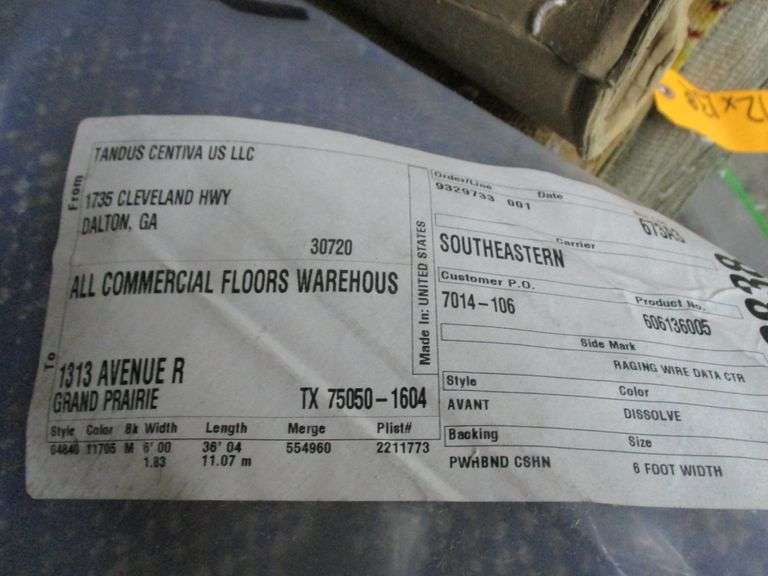 From
TANDUS CENTIVA US LLC
1735 CLEVELAND HWY
DALTON, GA
30720
To
ALL COMMERCIAL FLOORS WAREHOUS
1313 AVENUE R
GRAND PRAIRIE TX 75050-1604
Style Color Bk Width Length Merge Plist#
04840 11705 M 6' 00 36' 04 554960 2211773
1.83 11.07 m
Made In: UNITED STATES
Order/Line Date
9329733 001
Carrier
SOUTHEASTERN
Customer P.O. Product No.
7014-106 606136005
Side Mark
RAGING WIRE DATA CTR
Style Color
AVANT DISSOLVE
Backing Size
PWRBND CSHN 6 FOOT WIDTH